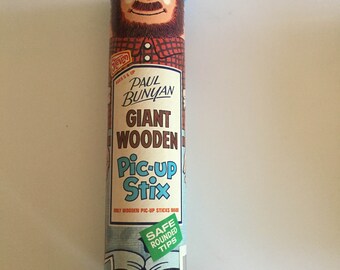 PAUL
BUNYAN
GIANT
WOODEN
Pic-up
Stix
ONLY WOODEN PIC-UP STICKS MADE
SAFE
ROUNDED
TIPS